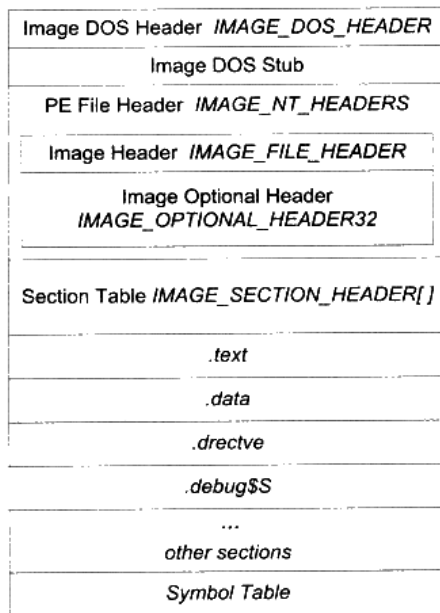 Image DOS Header IMAGE_DOS_HEADER
Image DOS Stub
PE File Header IMAGE_NT_HEADERS
Image Header IMAGE_FILE_HEADER
Image Optional Header
IMAGE_OPTIONAL_HEADER32
Section Table IMAGE_SECTION_HEADER[ ]
.text
.data
.drectve
.debug$S
...
other sections
Symbol Table